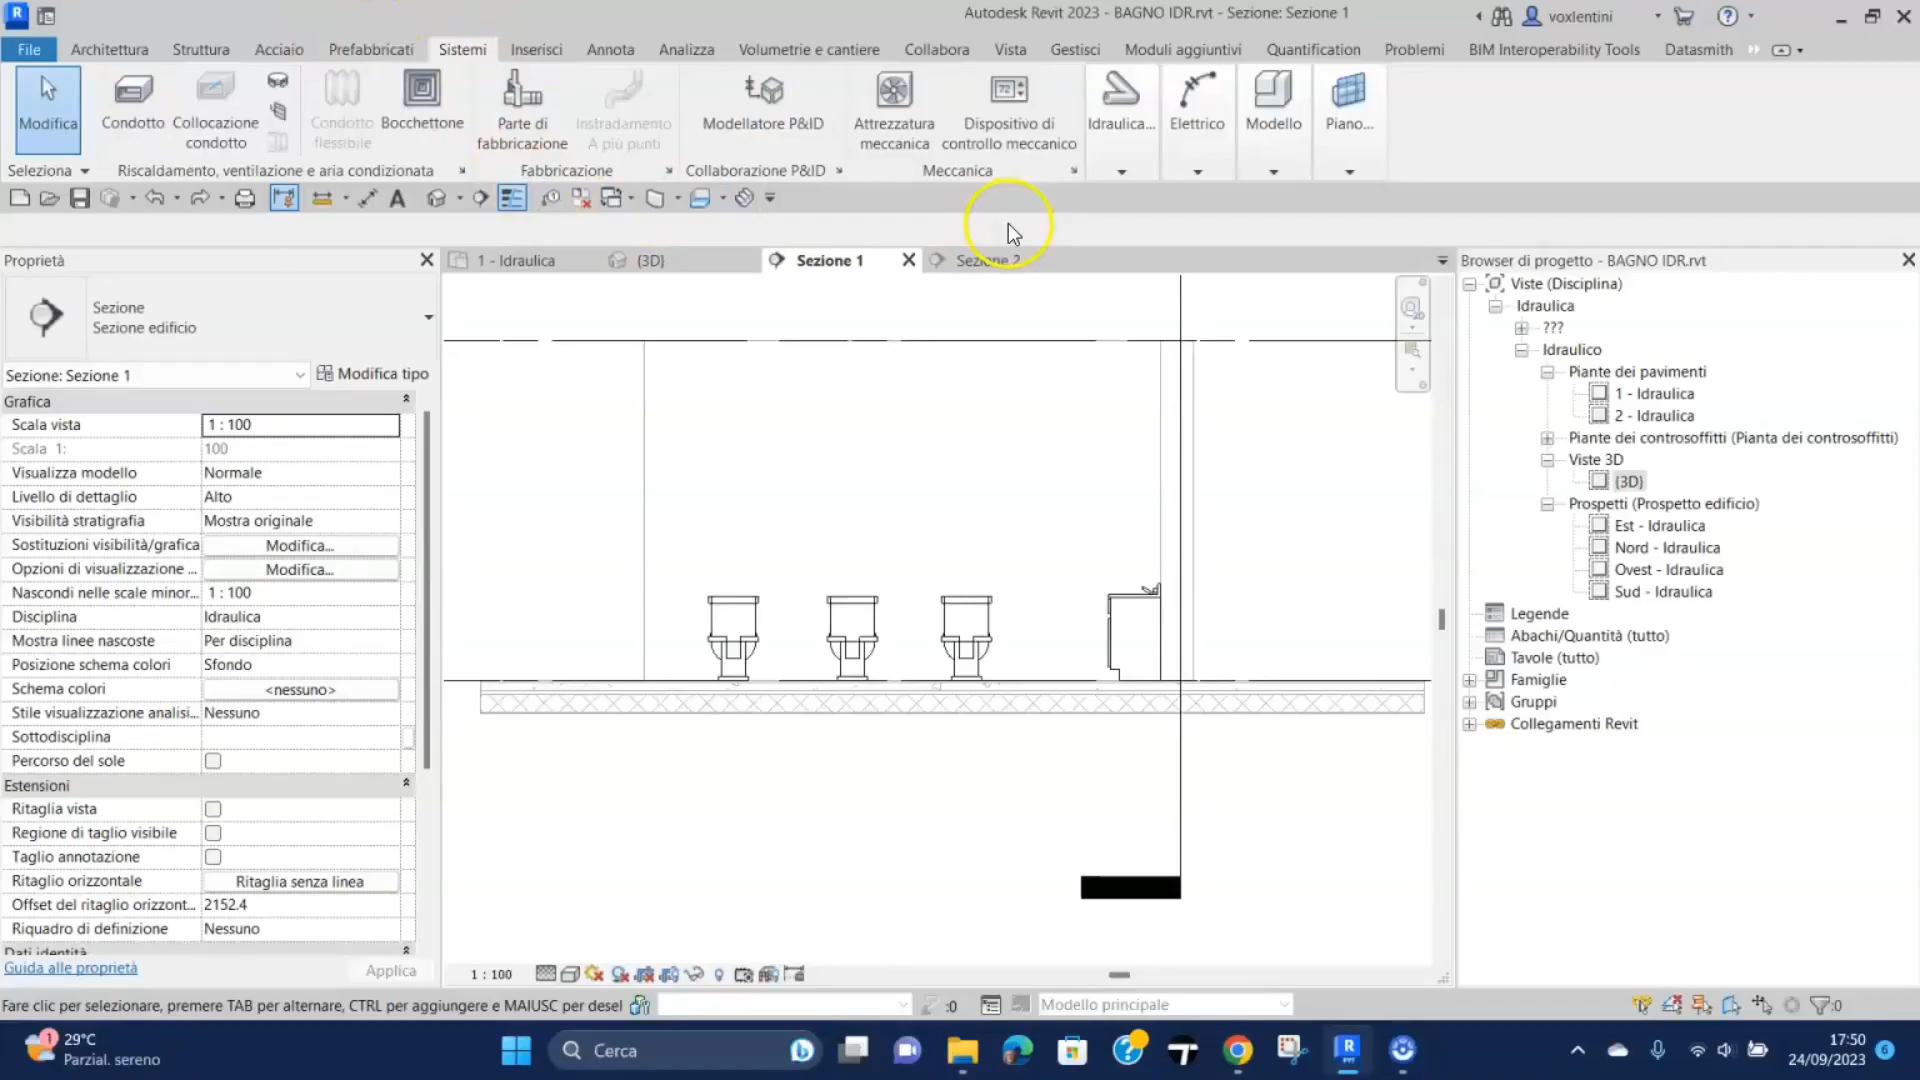 Autodesk Revit 2023 - BAGNO IDR.rvt - Sezione: Sezione 1
voxlentini
File Architettura Struttura Acciaio Prefabbricati Sistemi Inserisci Annota Analizza Volumetrie e cantiere Collabora Vista Gestisci Moduli aggiuntivi Quantification Problemi BIM Interoperability Tools Datasmith
Modifica
Condotto
Collocazione condotto
Condotto flessibile
Bocchettone
Parte di fabbricazione
Instradamento A più punti
Modellatore P&ID
Attrezzatura meccanica
Dispositivo di controllo meccanico
Idraulica...
Elettrico
Modello
Piano...
Seleziona
Riscaldamento, ventilazione e aria condizionata
Fabbricazione
Collaborazione P&ID
Meccanica
Proprietà
1 - Idraulica
{3D}
Sezione 1
Sezione 2
Browser di progetto - BAGNO IDR.rvt
Sezione
Sezione edificio
Sezione: Sezione 1
Modifica tipo
Grafica
Scala vista 1 : 100
Scala 1: 100
Visualizza modello Normale
Livello di dettaglio Alto
Visibilità stratigrafia Mostra originale
Sostituzioni visibilità/grafica Modifica...
Opzioni di visualizzazione ... Modifica...
Nascondi nelle scale minor... 1 : 100
Disciplina Idraulica
Mostra linee nascoste Per disciplina
Posizione schema colori Sfondo
Schema colori <nessuno>
Stile visualizzazione analisi... Nessuno
Sottodisciplina
Percorso del sole
Estensioni
Ritaglia vista
Regione di taglio visibile
Taglio annotazione
Ritaglio orizzontale Ritaglia senza linea
Offset del ritaglio orizzont... 2152.4
Riquadro di definizione Nessuno
Dati identità
Guida alle proprietà
Applica
Viste (Disciplina)
Idraulica
???
Idraulico
Piante dei pavimenti
1 - Idraulica
2 - Idraulica
Piante dei controsoffitti (Pianta dei controsoffitti)
Viste 3D
{3D}
Prospetti (Prospetto edificio)
Est - Idraulica
Nord - Idraulica
Ovest - Idraulica
Sud - Idraulica
Legende
Abachi/Quantità (tutto)
Tavole (tutto)
Famiglie
Gruppi
Collegamenti Revit
1 : 100
Fare clic per selezionare, premere TAB per alternare, CTRL per aggiungere e MAIUSC per desel
:0
Modello principale
:0
29°C
Parzial. sereno
Cerca
17:50
24/09/2023
6